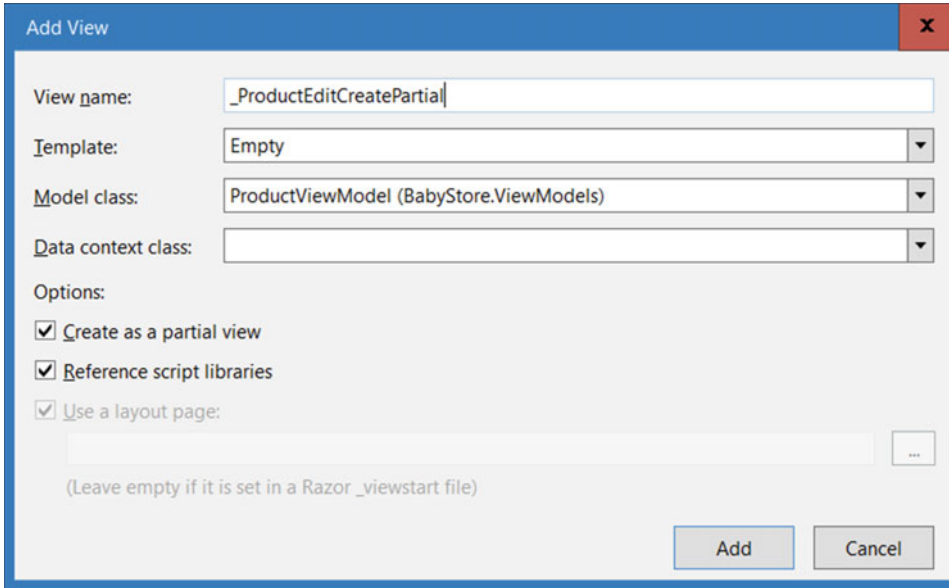 Add View
x
View name: _ProductEditCreatePartial
Template: Empty
Model class: ProductViewModel (BabyStore.ViewModels)
Data context class:
Options:
Create as a partial view
Reference script libraries
Use a layout page:
...
(Leave empty if it is set in a Razor _viewstart file)
Add Cancel